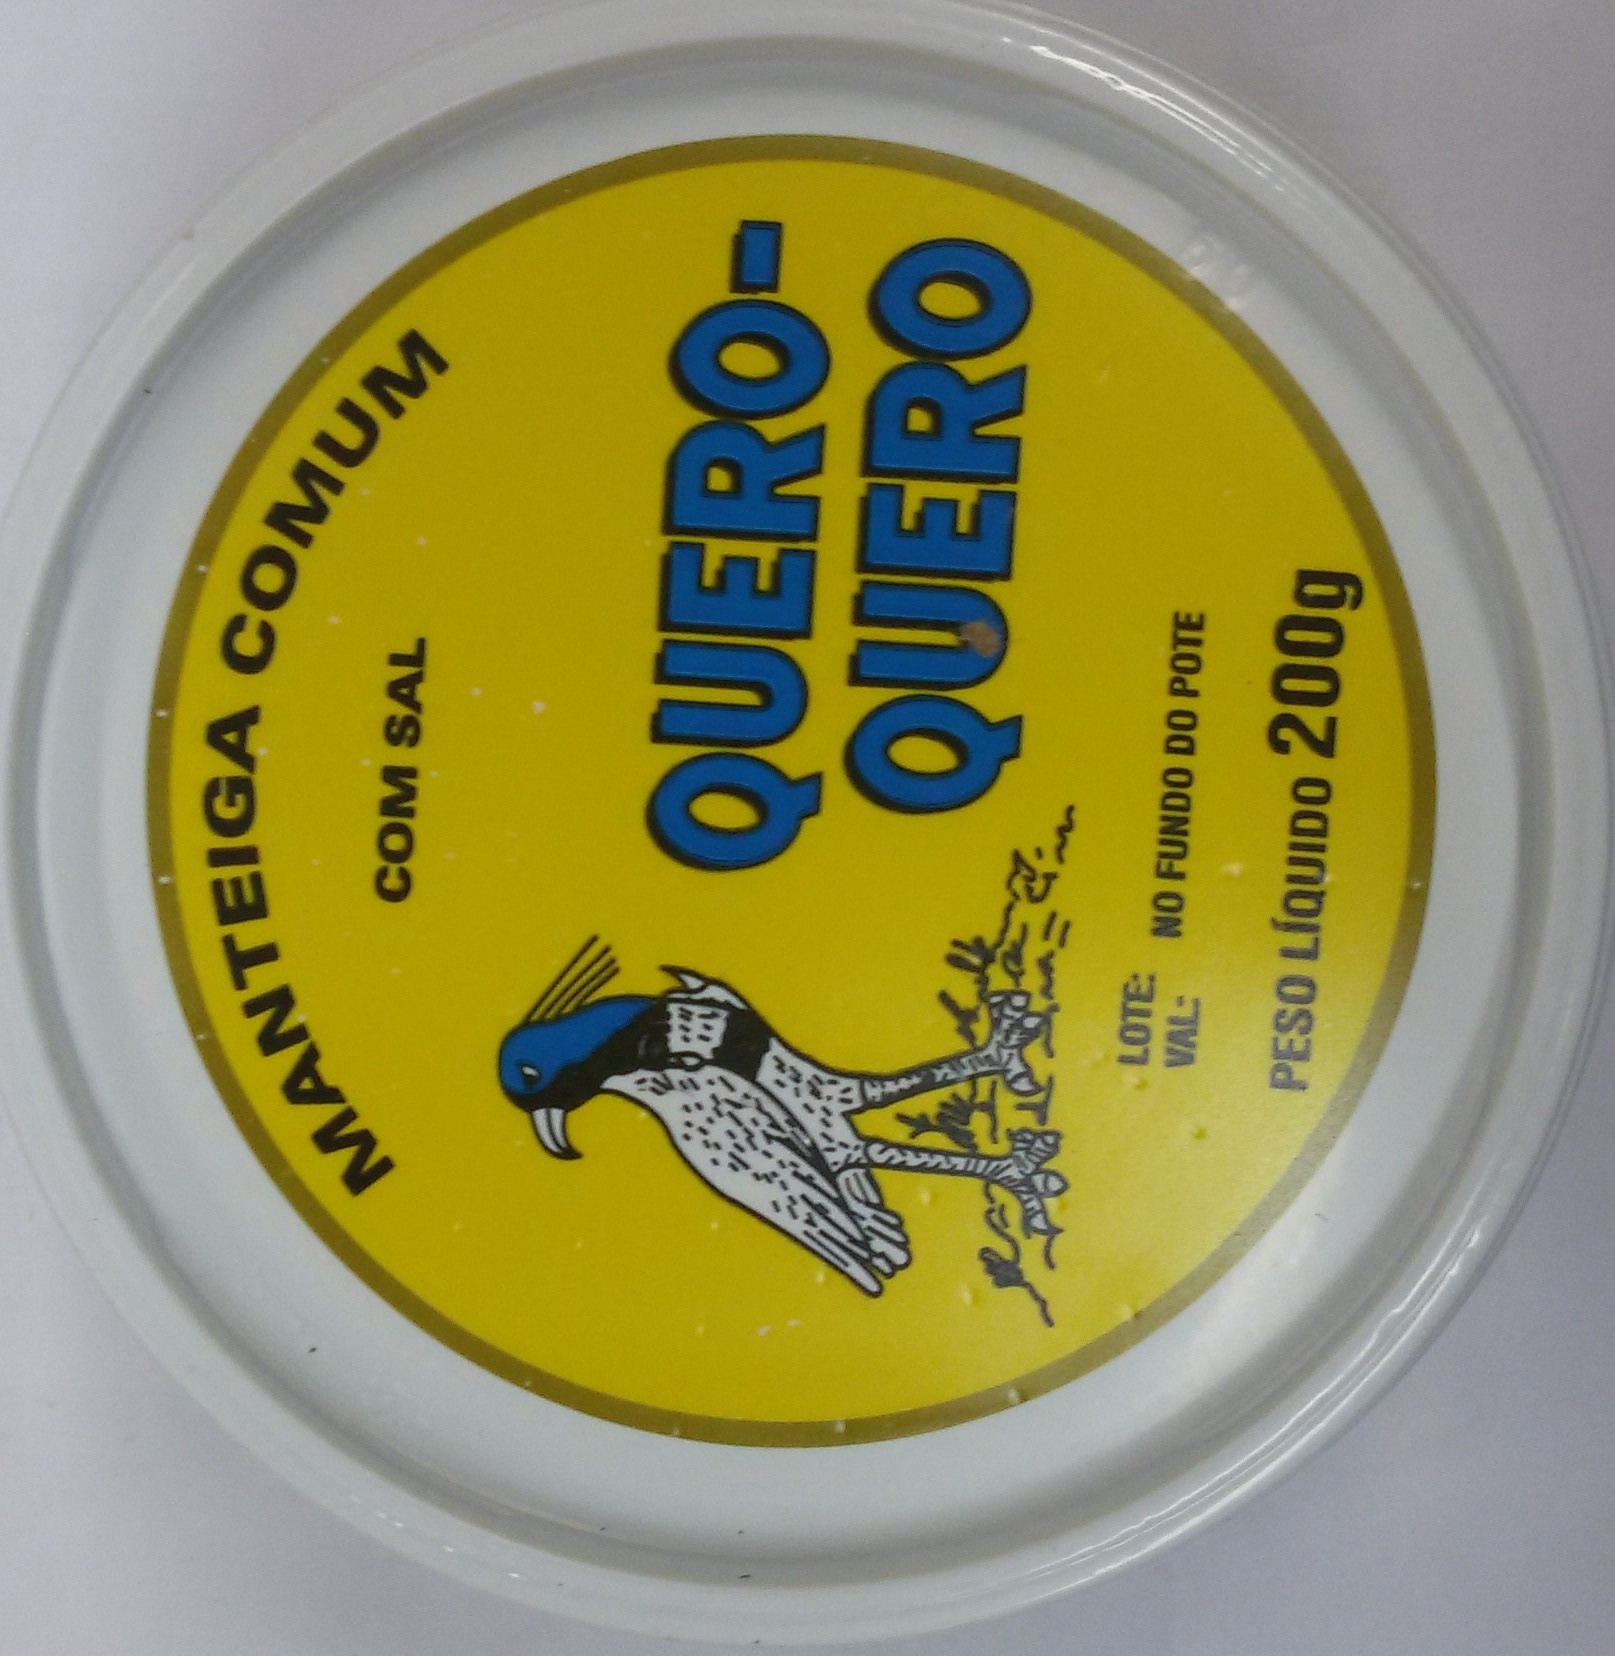 MANTEIGA COMUM
COM SAL
QUERO-
QUERO
LOTE: NO FUNDO DO POTE
VAL:
PESO LÍQUIDO 200g